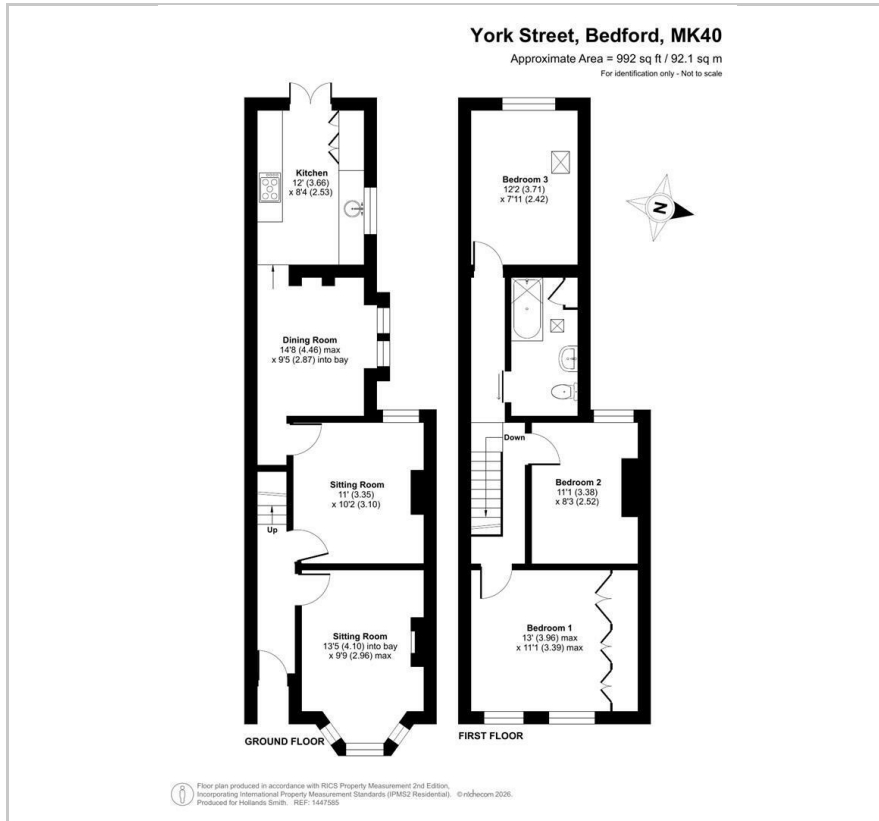 York Street, Bedford, MK40
Approximate Area = 992 sq ft / 92.1 sq m
For identification only - Not to scale
Kitchen
12' (3.66)
x 8'4 (2.53)
Dining Room
14'8 (4.46) max
x 9'5 (2.87) into bay
Sitting Room
11' (3.35)
x 10'2 (3.10)
Up
Sitting Room
13'5 (4.10) into bay
x 9'9 (2.96) max
GROUND FLOOR
Bedroom 3
12'2 (3.71)
x 7'11 (2.42)
N
Down
Bedroom 2
11'1 (3.38)
x 8'3 (2.52)
Bedroom 1
13' (3.96) max
x 11'1 (3.39) max
FIRST FLOOR
Floor plan produced in accordance with RICS Property Measurement 2nd Edition,
Incorporating International Property Measurement Standards (IPMS2 Residential). © nichecom 2026.
Produced for Hollands Smith. REF: 1447585